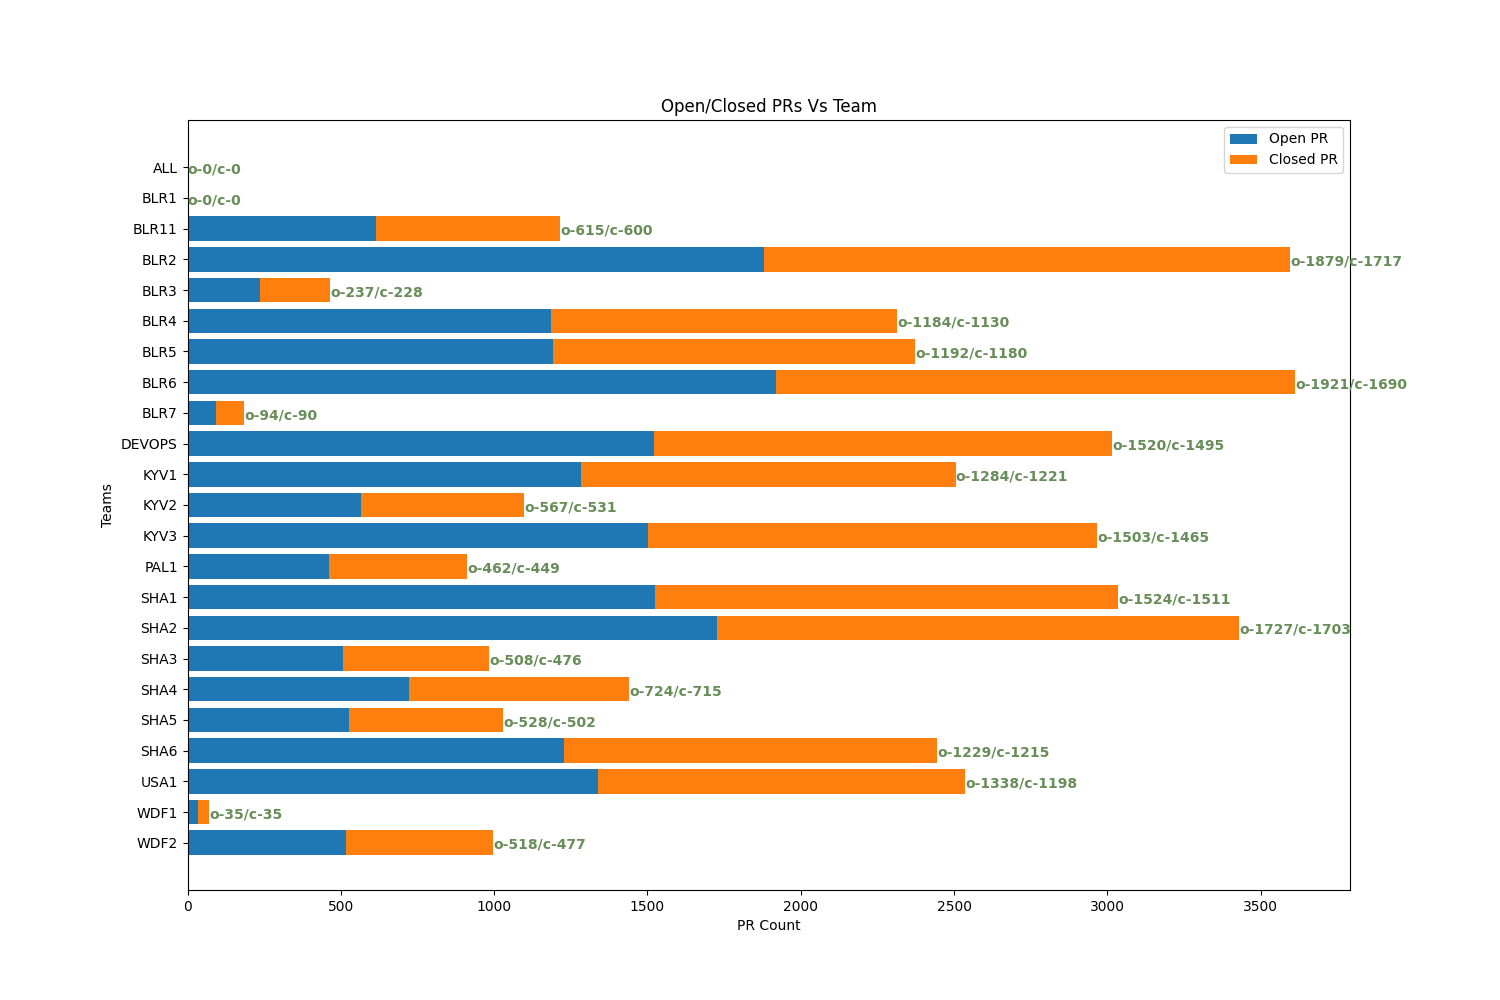 Open/Closed PRs Vs Team
Open PR
Closed PR
ALL o-0/c-0
BLR1 o-0/c-0
BLR11 o-615/c-600
BLR2 o-1879/c-1717
BLR3 o-237/c-228
BLR4 o-1184/c-1130
BLR5 o-1192/c-1180
BLR6 o-1921/c-1690
BLR7 o-94/c-90
DEVOPS o-1520/c-1495
KYV1 o-1284/c-1221
KYV2 o-567/c-531
KYV3 o-1503/c-1465
PAL1 o-462/c-449
SHA1 o-1524/c-1511
SHA2 o-1727/c-1703
SHA3 o-508/c-476
SHA4 o-724/c-715
SHA5 o-528/c-502
SHA6 o-1229/c-1215
USA1 o-1338/c-1198
WDF1 o-35/c-35
WDF2 o-518/c-477
Teams
0 500 1000 1500 2000 2500 3000 3500
PR Count